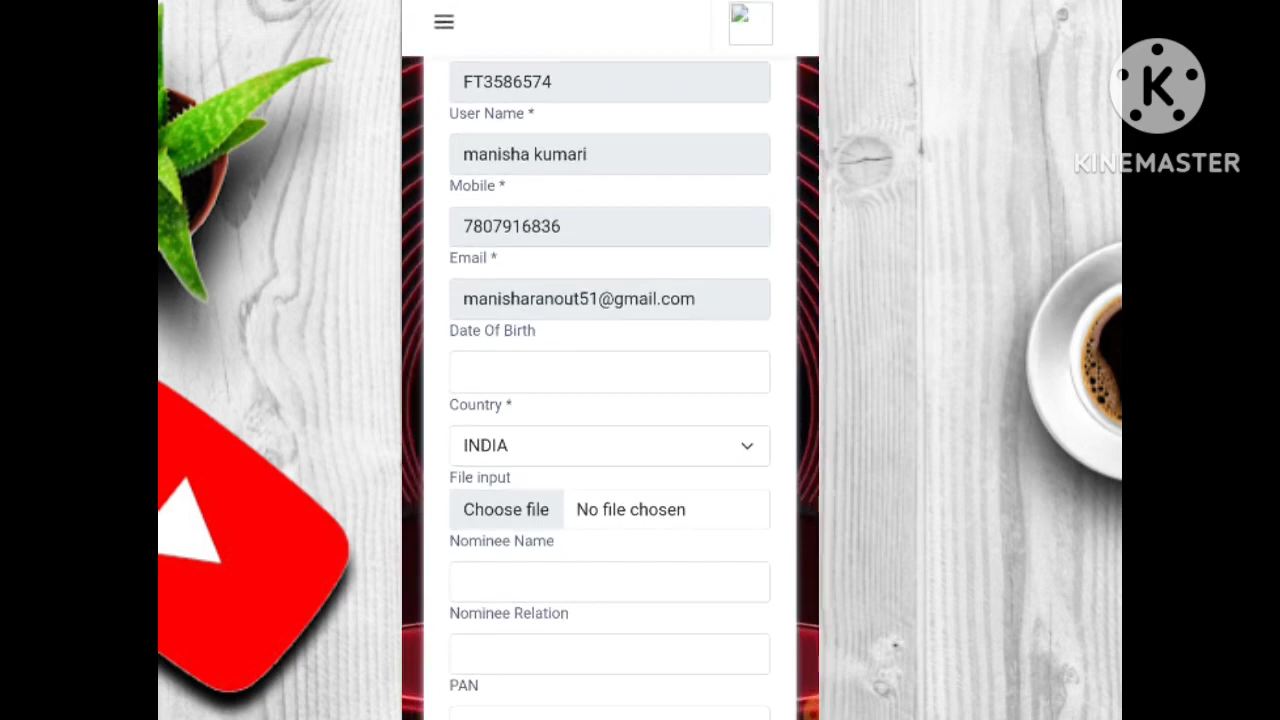 FT3586574
User Name *
manisha kumari
Mobile *
7807916836
Email *
manisharanout51@gmail.com
Date Of Birth
Country *
INDIA
File input
Choose file No file chosen
Nominee Name
Nominee Relation
PAN
K
KINEMASTER